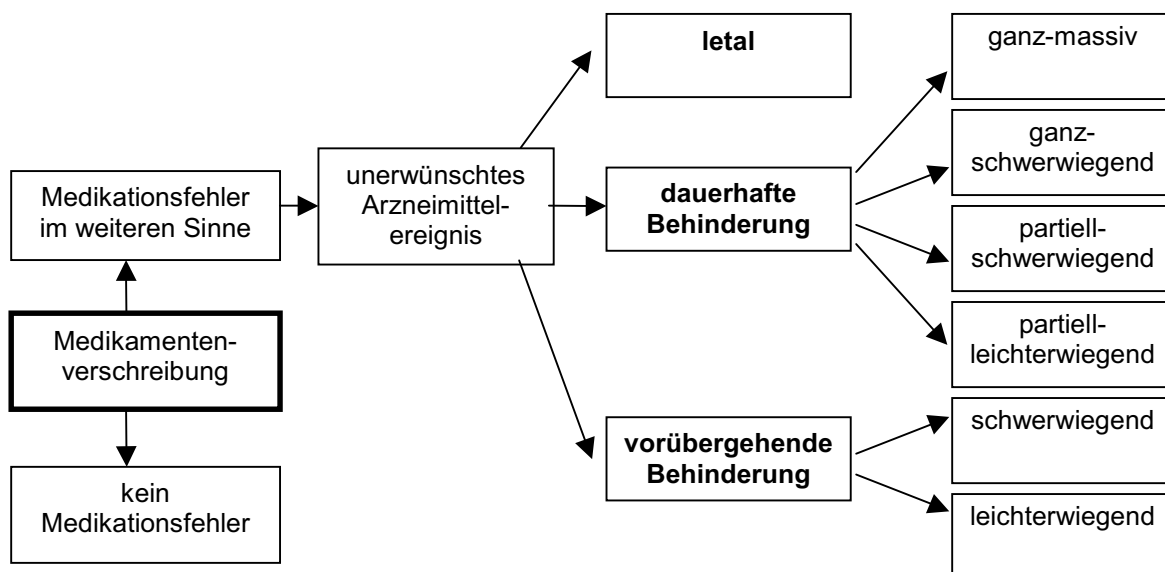 letal
ganz-massiv
ganz-
schwerwiegend
Medikationsfehler
im weiteren Sinne
unerwünschtes
Arzneimittel-
ereignis
dauerhafte
Behinderung
partiell-
schwerwiegend
Medikamenten-
verschreibung
partiell-
leichterwiegend
kein
Medikationsfehler
vorübergehende
Behinderung
schwerwiegend
leichterwiegend